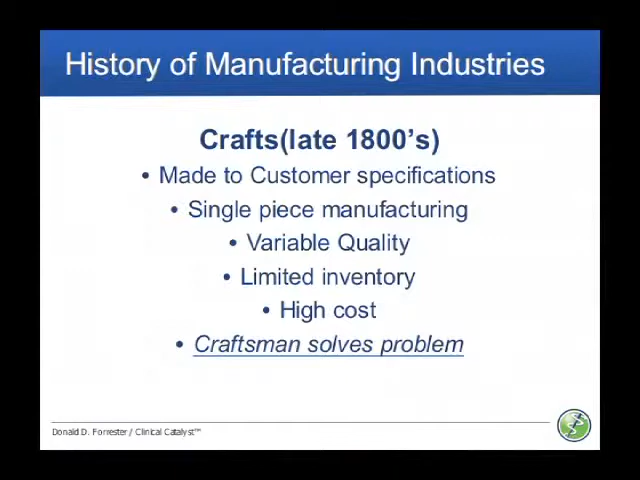 History of Manufacturing Industries
Crafts(late 1800's)
• Made to Customer specifications
• Single piece manufacturing
• Variable Quality
• Limited inventory
• High cost
• Craftsman solves problem
Donald D. Forrester / Clinical Catalyst™